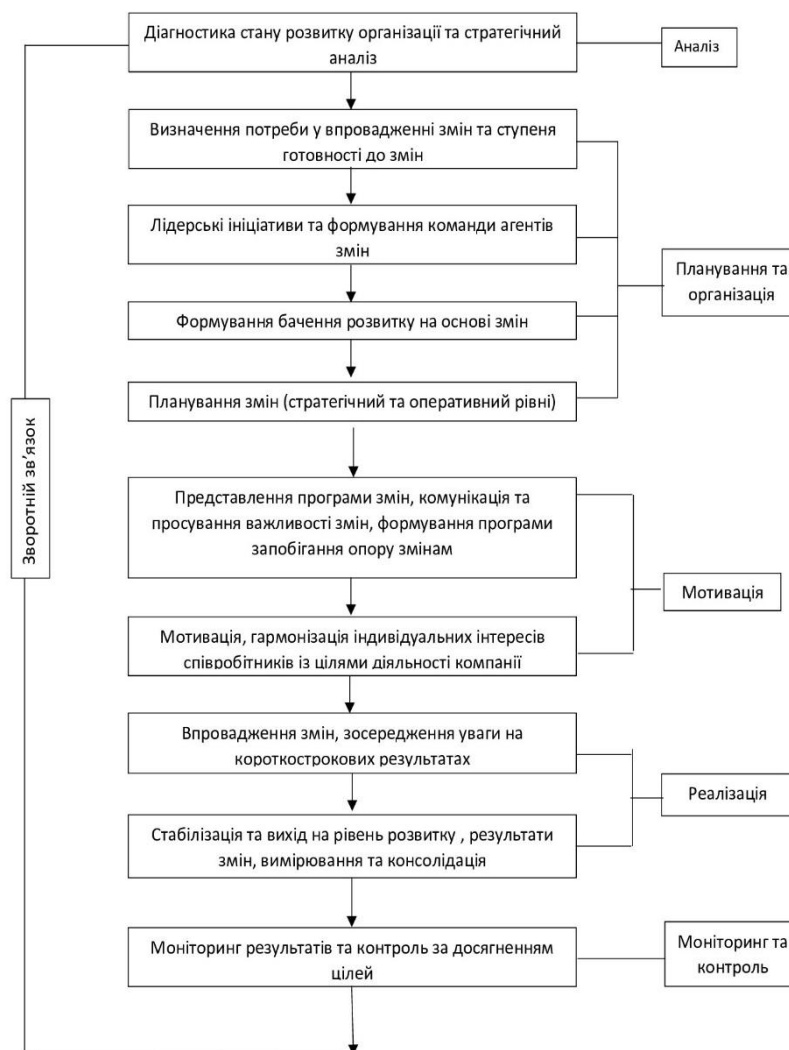 Діагностика стану розвитку організації та стратегічний
аналіз
Аналіз
Визначення потреби у впровадженні змін та ступеня
готовності до змін
Лідерські ініціативи та формування команди агентів
змін
Формування бачення розвитку на основі змін
Планування змін (стратегічний та оперативний рівні)
Планування та
організація
Представлення програми змін, комунікація та
просування важливості змін, формування програми
запобігання опору змінам
Мотивація, гармонізація індивідуальних інтересів
співробітників із цілями діяльності компанії
Мотивація
Впровадження змін, зосередження уваги на
короткострокових результатах
Стабілізація та вихід на рівень розвитку , результати
змін, вимірювання та консолідація
Реалізація
Моніторинг результатів та контроль за досягненням
цілей
Моніторинг та
контроль
Зворотній зв’язок